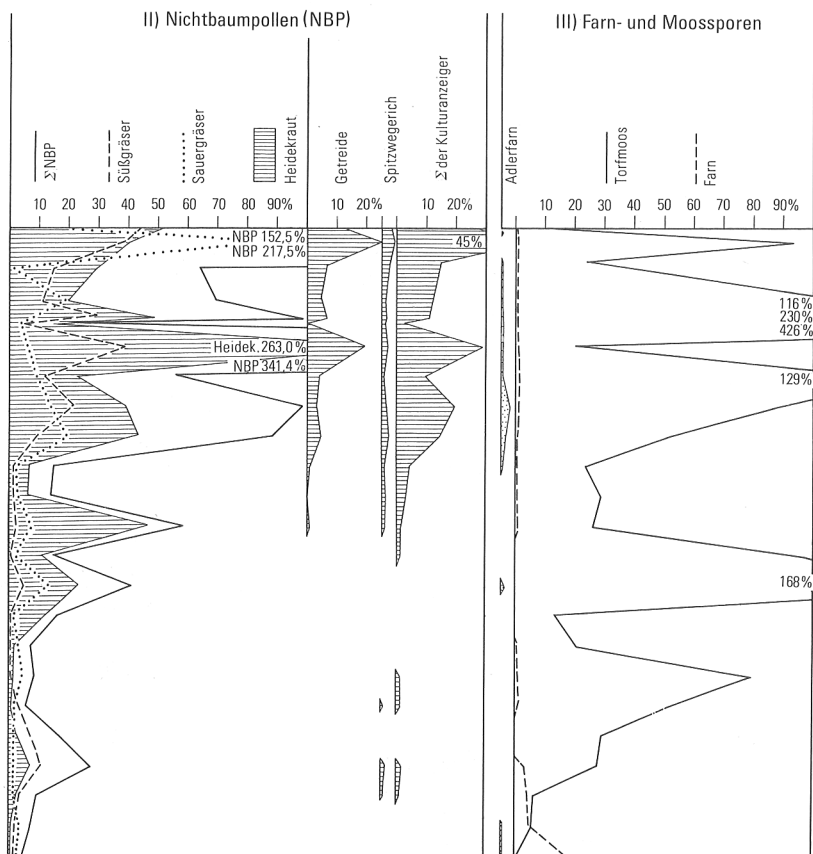 II) Nichtbaumpollen (NBP)
III) Farn- und Moossporen
ΣNBP
Süßgräser
Sauergräser
Heidekraut
Getreide
Spitzwegerich
Σ der Kulturanzeiger
Adlerfarn
Torfmoos
Farn
10 20 30 40 50 60 70 80 90% 10 20% 10 20% 10 20 30 40 50 60 70 80 90%
NBP 152,5%
NBP 217,5%
45%
116%
230%
426%
Heidek. 263,0%
NBP 341,4%
129%
168%